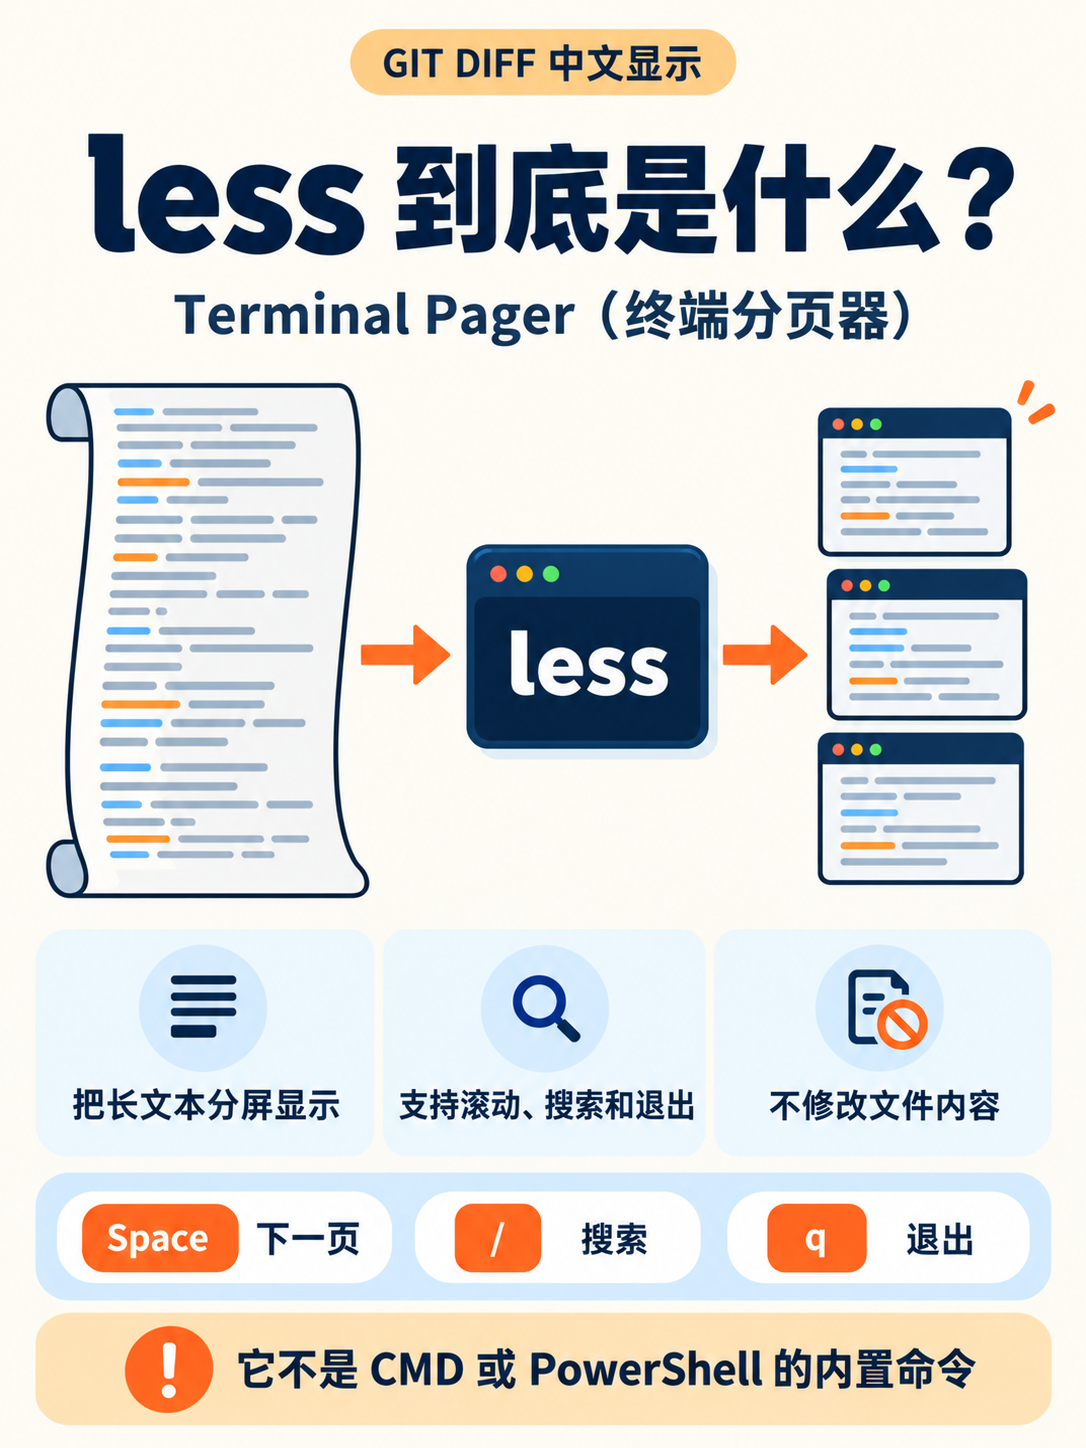 GIT DIFF 中文显示
less 到底是什么？
Terminal Pager（终端分页器）
less
把长文本分屏显示
支持滚动、搜索和退出
不修改文件内容
Space 下一页
/ 搜索
q 退出
! 它不是 CMD 或 PowerShell 的内置命令